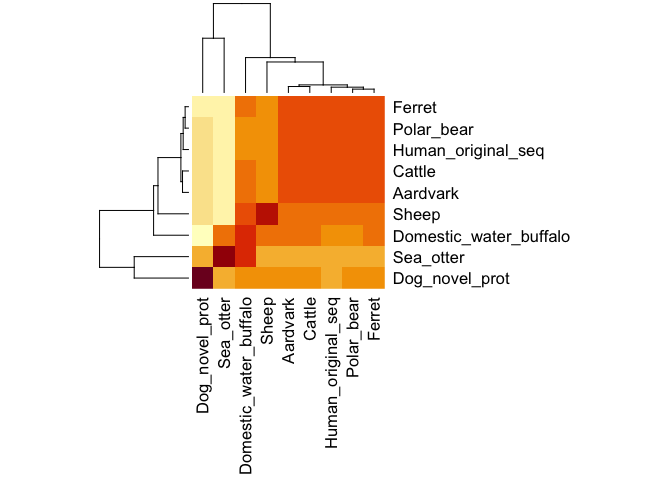 Ferret
Polar_bear
Human_original_seq
Cattle
Aardvark
Sheep
Domestic_water_buffalo
Sea_otter
Dog_novel_prot
Dog_novel_prot
Sea_otter
Domestic_water_buffalo
Sheep
Aardvark
Cattle
Human_original_seq
Polar_bear
Ferret